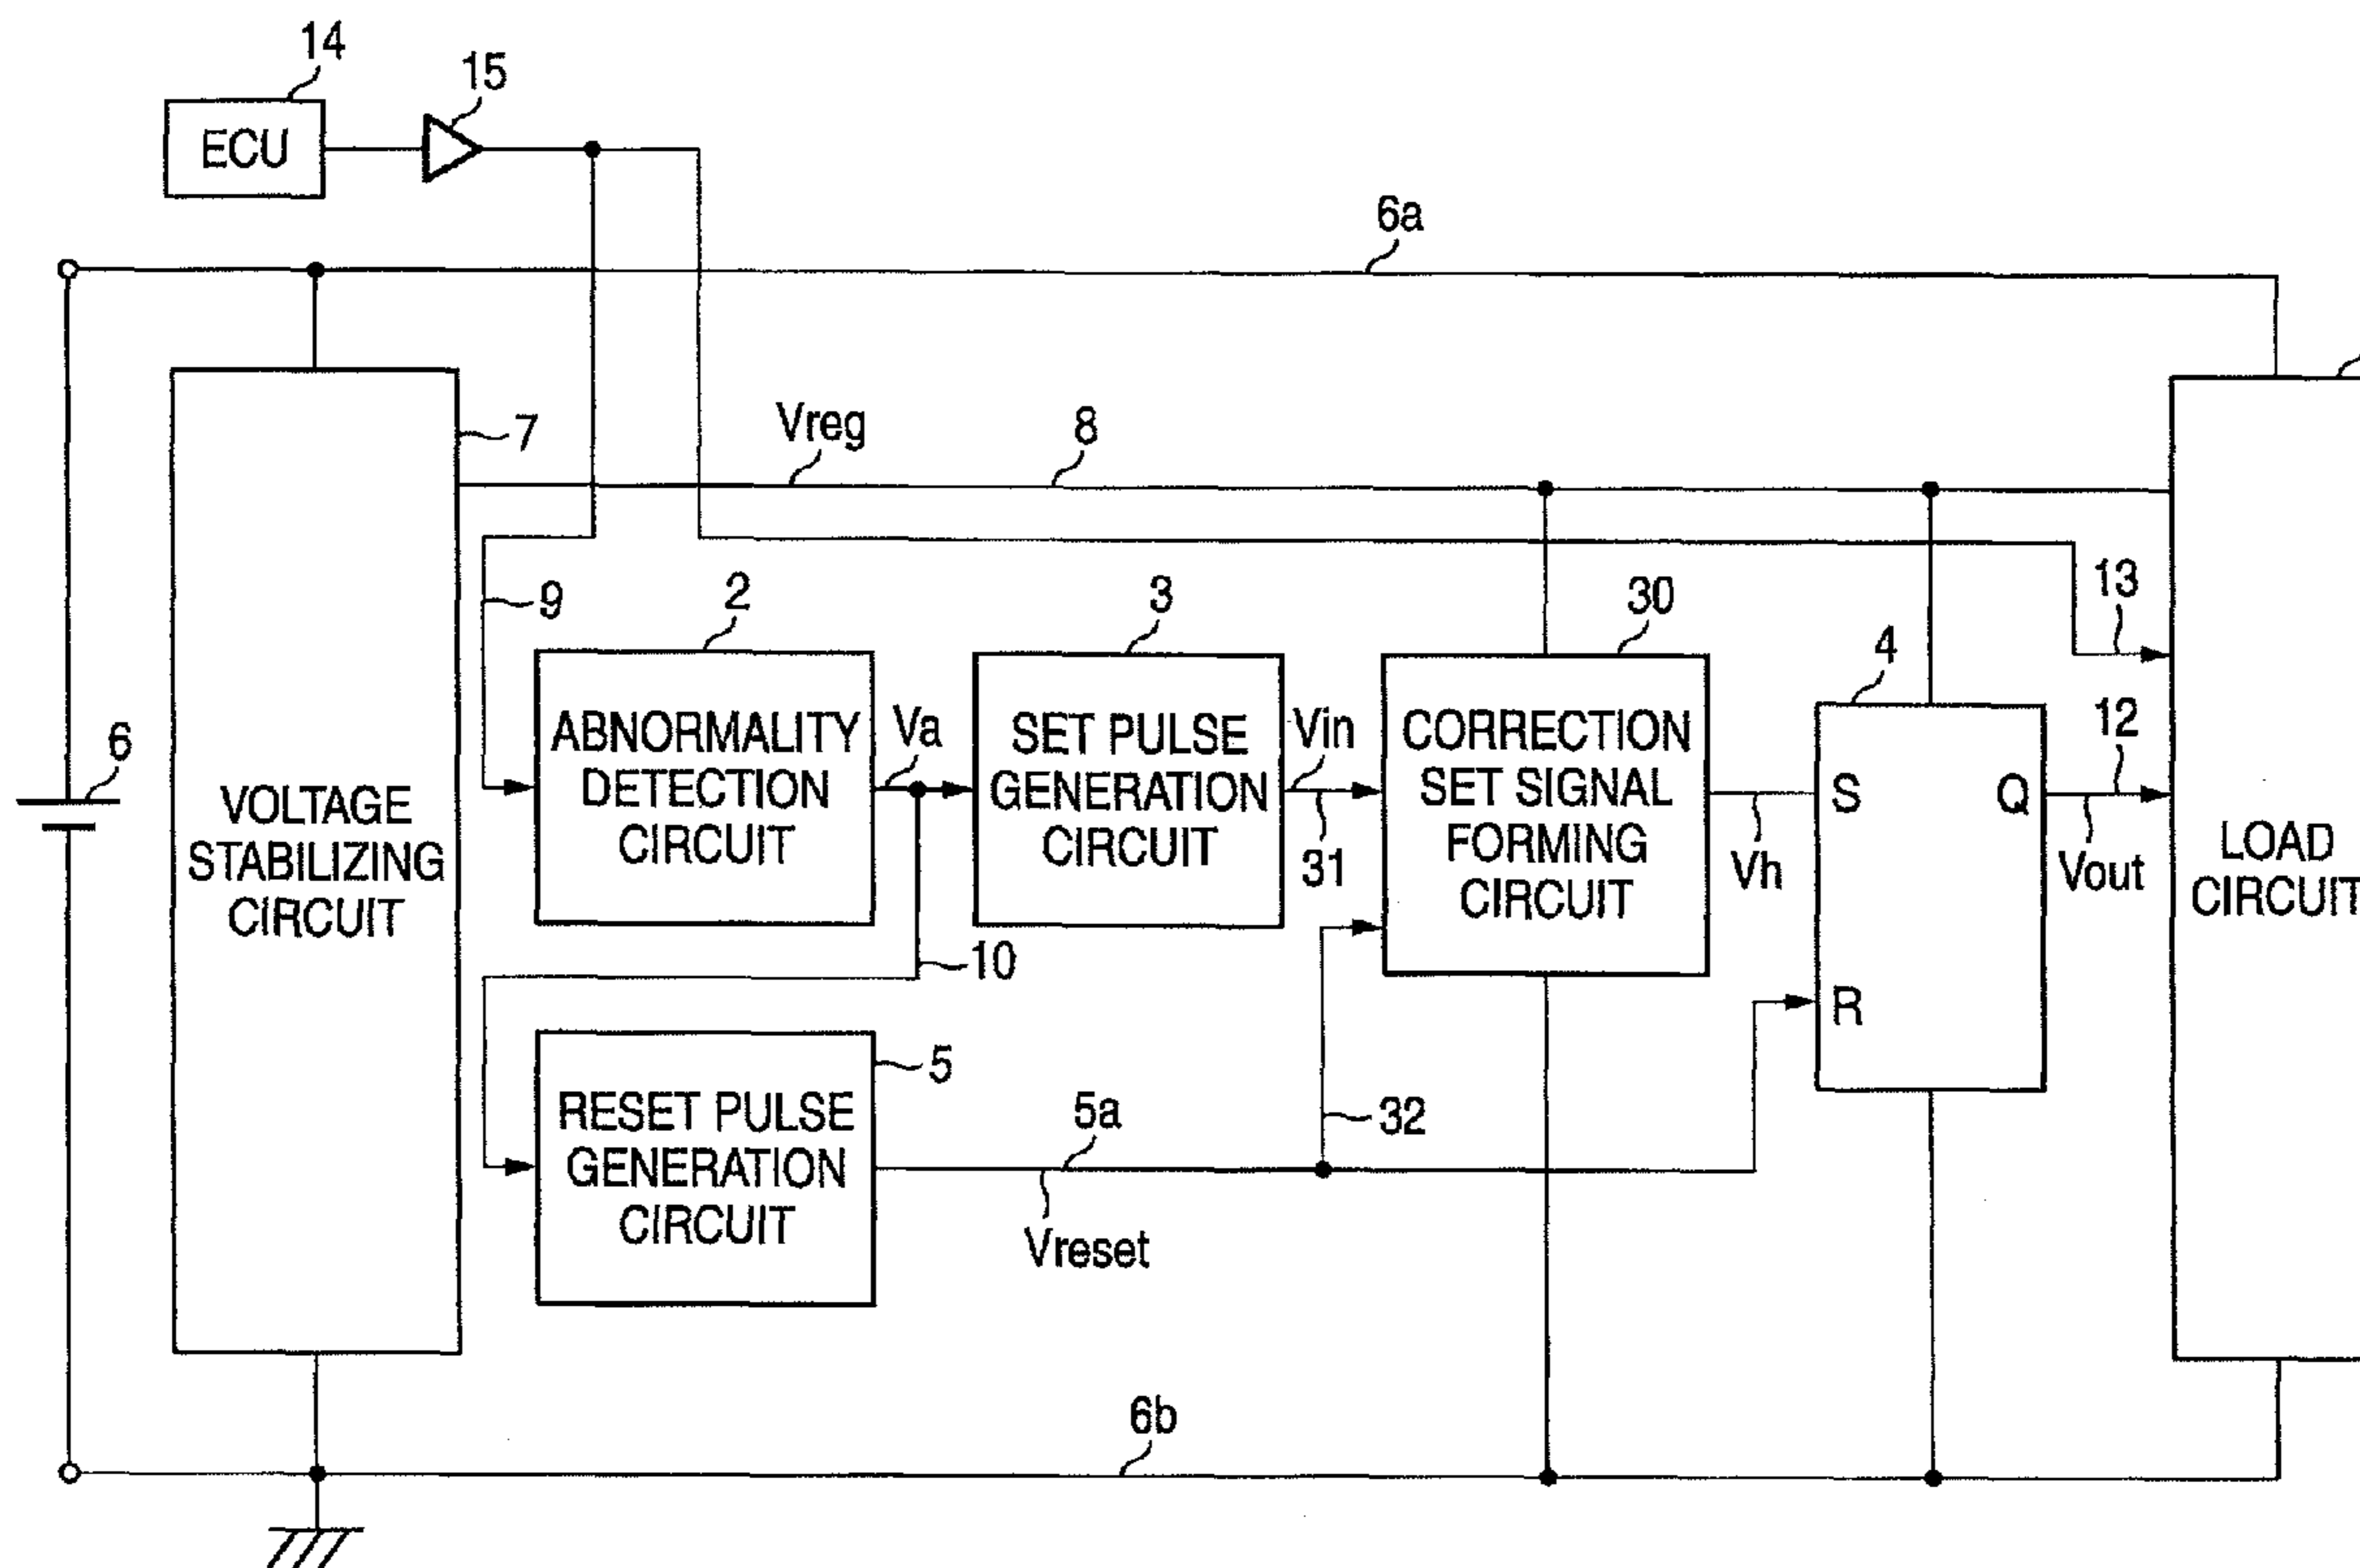 14
15
ECU
6a
7
Vreg
8
9
2
3
30
13
4
12
6
ABNORMALITY
DETECTION
CIRCUIT
Va
SET PULSE
GENERATION
CIRCUIT
Vin
31
CORRECTION
SET SIGNAL
FORMING
CIRCUIT
Vh
S
Q
R
Vout
LOAD
CIRCUIT
VOLTAGE
STABILIZING
CIRCUIT
10
5
RESET PULSE
GENERATION
CIRCUIT
5a
32
Vreset
6b